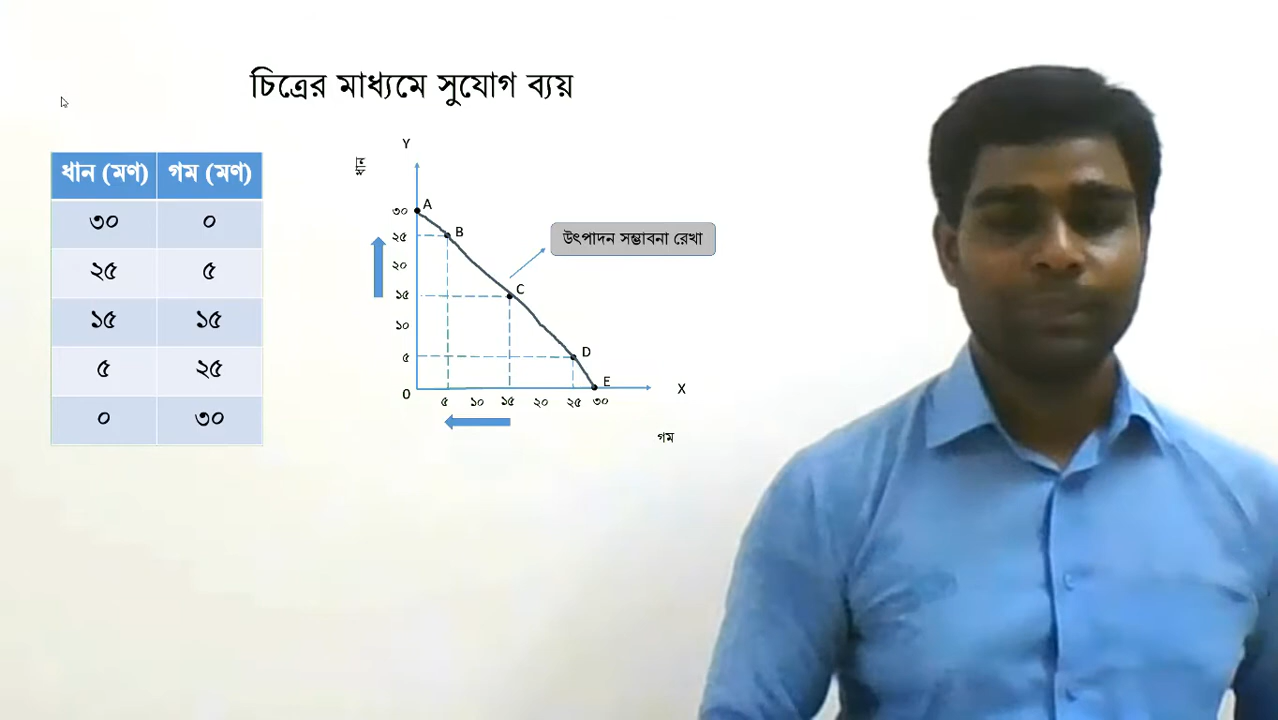 চিত্রের মাধ্যমে সুযোগ ব্যয়
ধান (মণ) গম (মণ)
৩০ ০
২৫ ৫
১৫ ১৫
৫ ২৫
০ ৩০
Y
ধান
A
৩০
B
২৫
উৎপাদন সম্ভাবনা রেখা
২০
C
১৫
১০
D
৫
E
0
X
৫ ১০ ১৫ ২০ ২৫ ৩০
গম